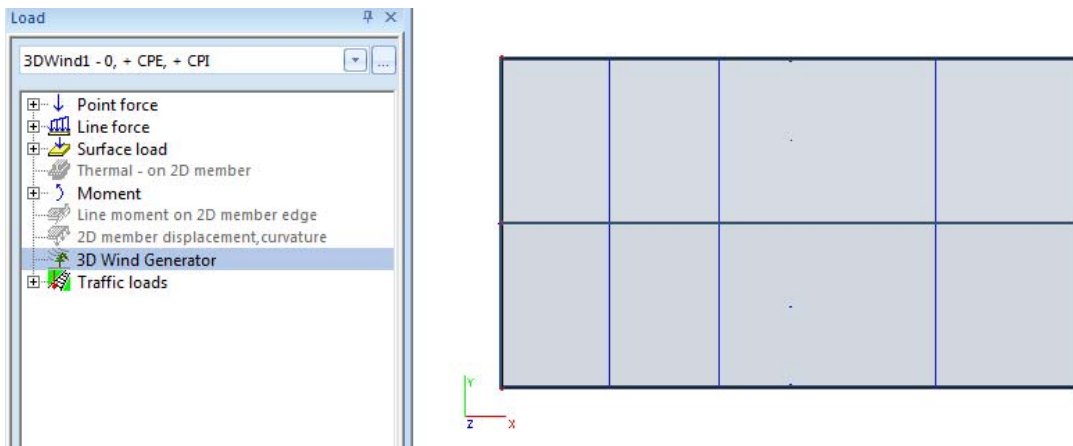 Load
3DWind1 - 0, + CPE, + CPI
...
Point force
Line force
Surface load
Thermal - on 2D member
Moment
Line moment on 2D member edge
2D member displacement,curvature
3D Wind Generator
Traffic loads
Y
Z X